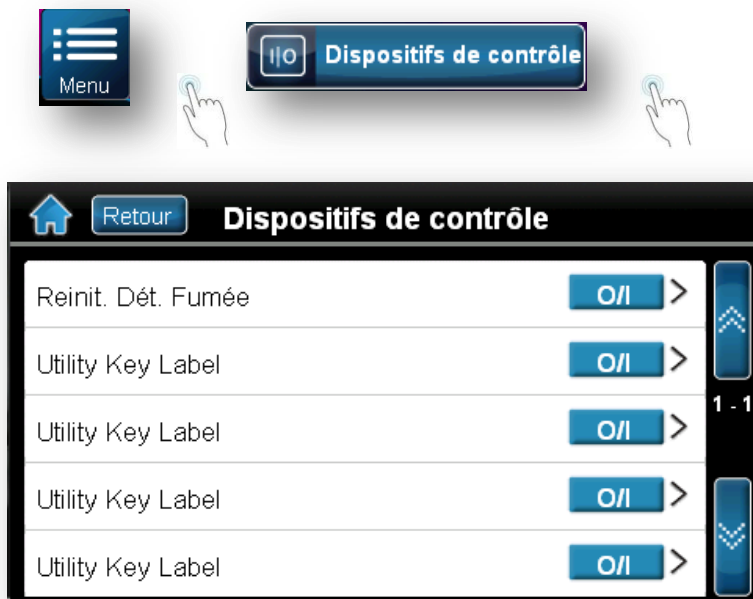 Menu
I|O Dispositifs de contrôle
Retour Dispositifs de contrôle
Reinit. Dét. Fumée O/I >
Utility Key Label O/I >
1 - 1
Utility Key Label O/I >
Utility Key Label O/I >
Utility Key Label O/I >